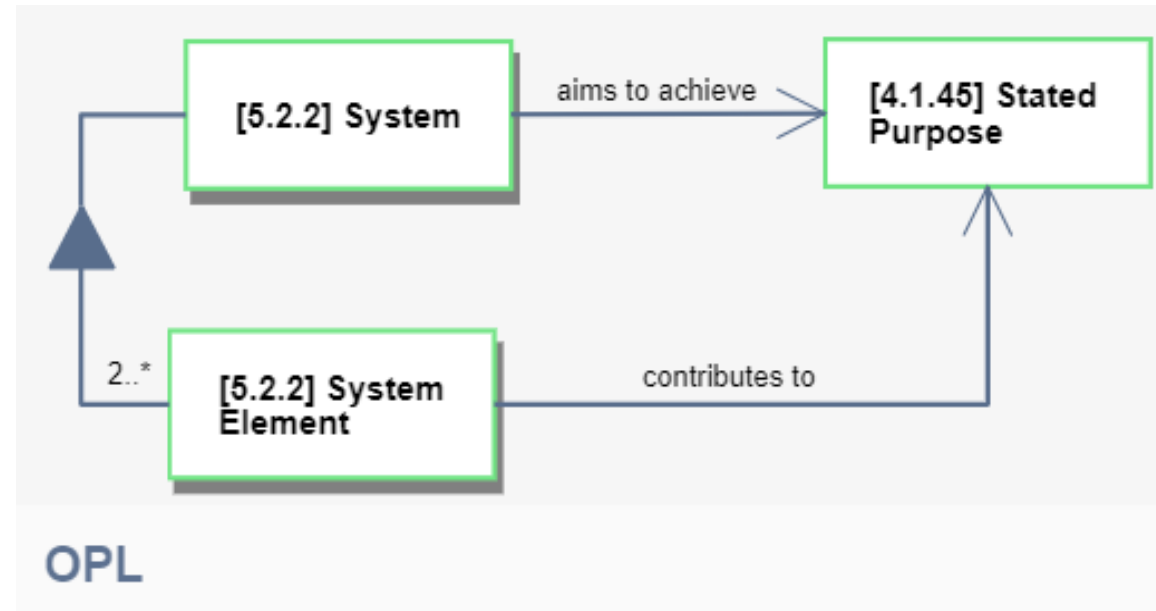 [5.2.2] System
aims to achieve
[4.1.45] Stated
Purpose
2..*
[5.2.2] System
Element
contributes to
OPL